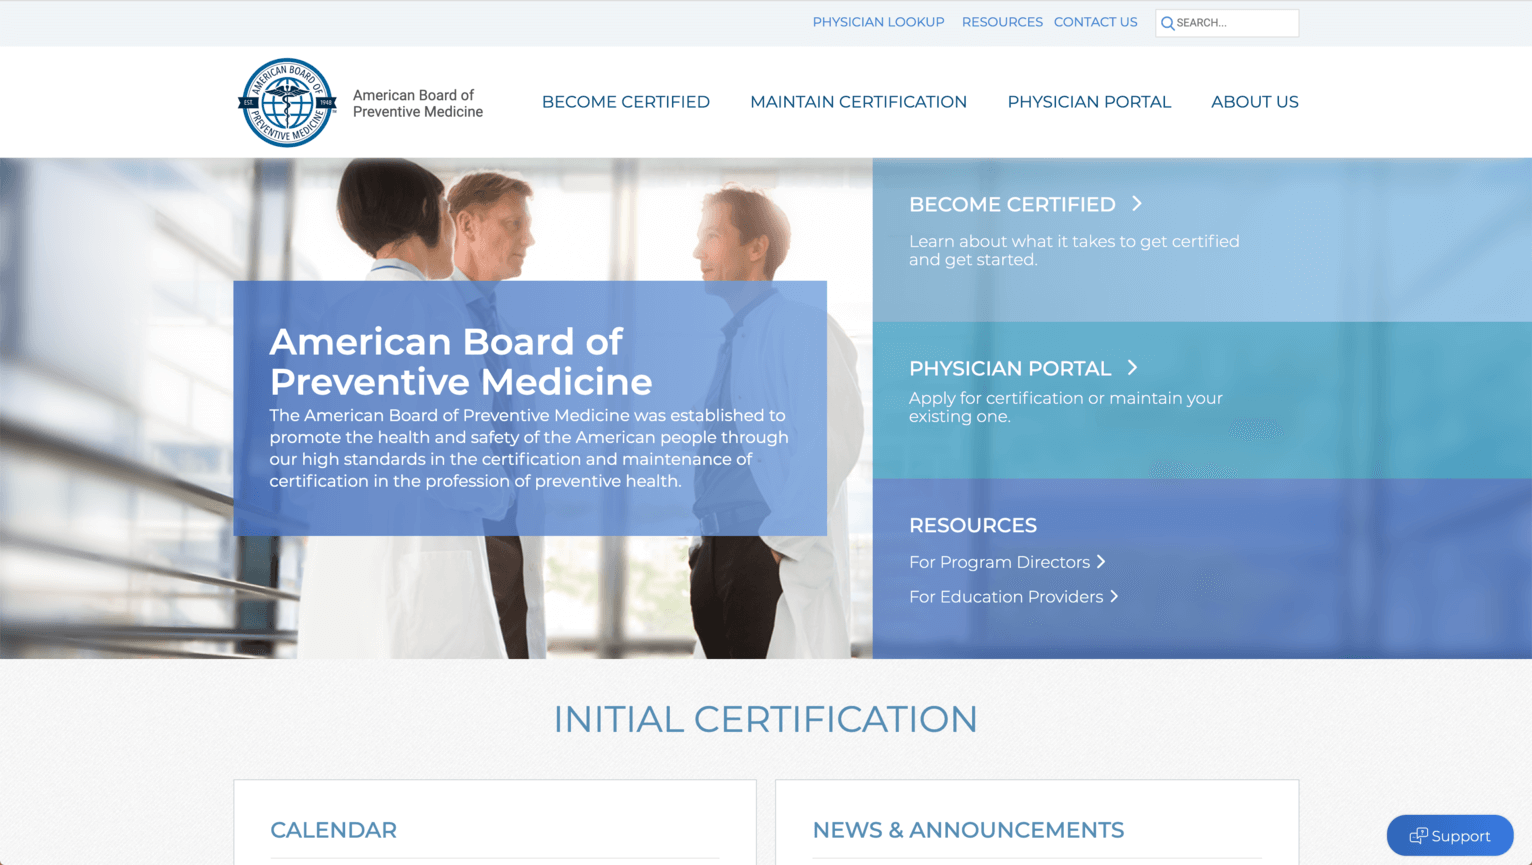 PHYSICIAN LOOKUP RESOURCES CONTACT US SEARCH...
AMERICAN BOARD OF
EST. 1948
PREVENTIVE MEDICINE
American Board of
Preventive Medicine
BECOME CERTIFIED MAINTAIN CERTIFICATION PHYSICIAN PORTAL ABOUT US
American Board of
Preventive Medicine
The American Board of Preventive Medicine was established to
promote the health and safety of the American people through
our high standards in the certification and maintenance of
certification in the profession of preventive health.
BECOME CERTIFIED
Learn about what it takes to get certified
and get started.
PHYSICIAN PORTAL
Apply for certification or maintain your
existing one.
RESOURCES
For Program Directors
For Education Providers
INITIAL CERTIFICATION
CALENDAR
NEWS & ANNOUNCEMENTS
Support